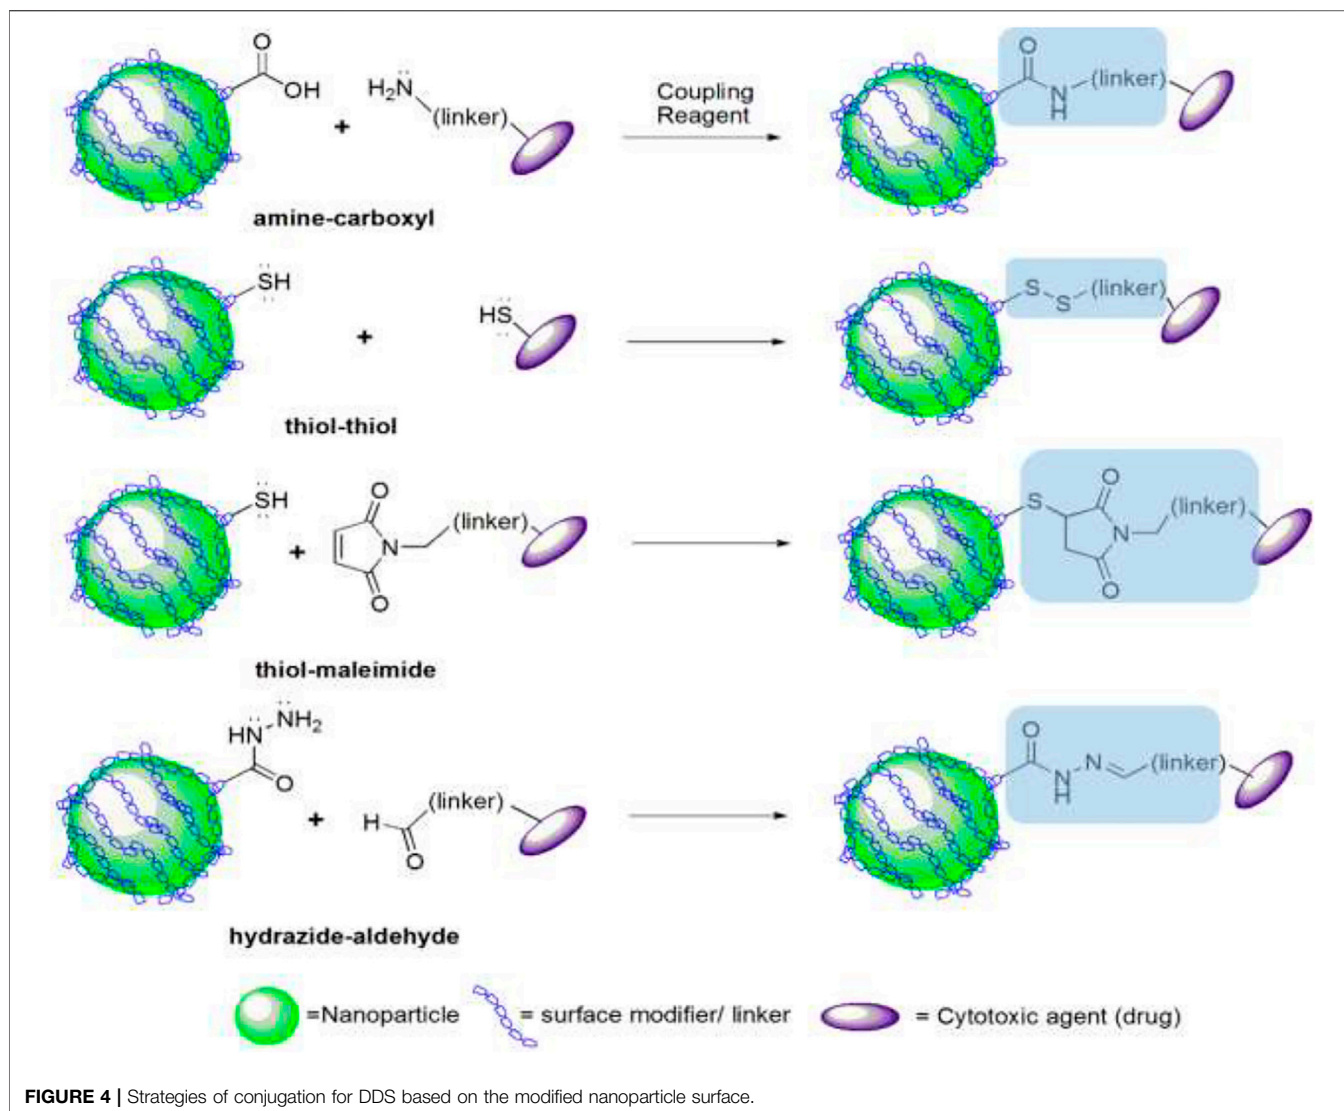 O
OH
+
H2N
(linker)
Coupling
Reagent
O
N
H
(linker)
amine-carboxyl
SH
+
HS
S
S
(linker)
thiol-thiol
SH
+
O
N
O
(linker)
S
O
N
O
(linker)
thiol-maleimide
HN
NH2
O
+
H
O
(linker)
O
N
H
N
(linker)
hydrazide-aldehyde
=Nanoparticle
= surface modifier/ linker
= Cytotoxic agent (drug)
FIGURE 4 | Strategies of conjugation for DDS based on the modified nanoparticle surface.